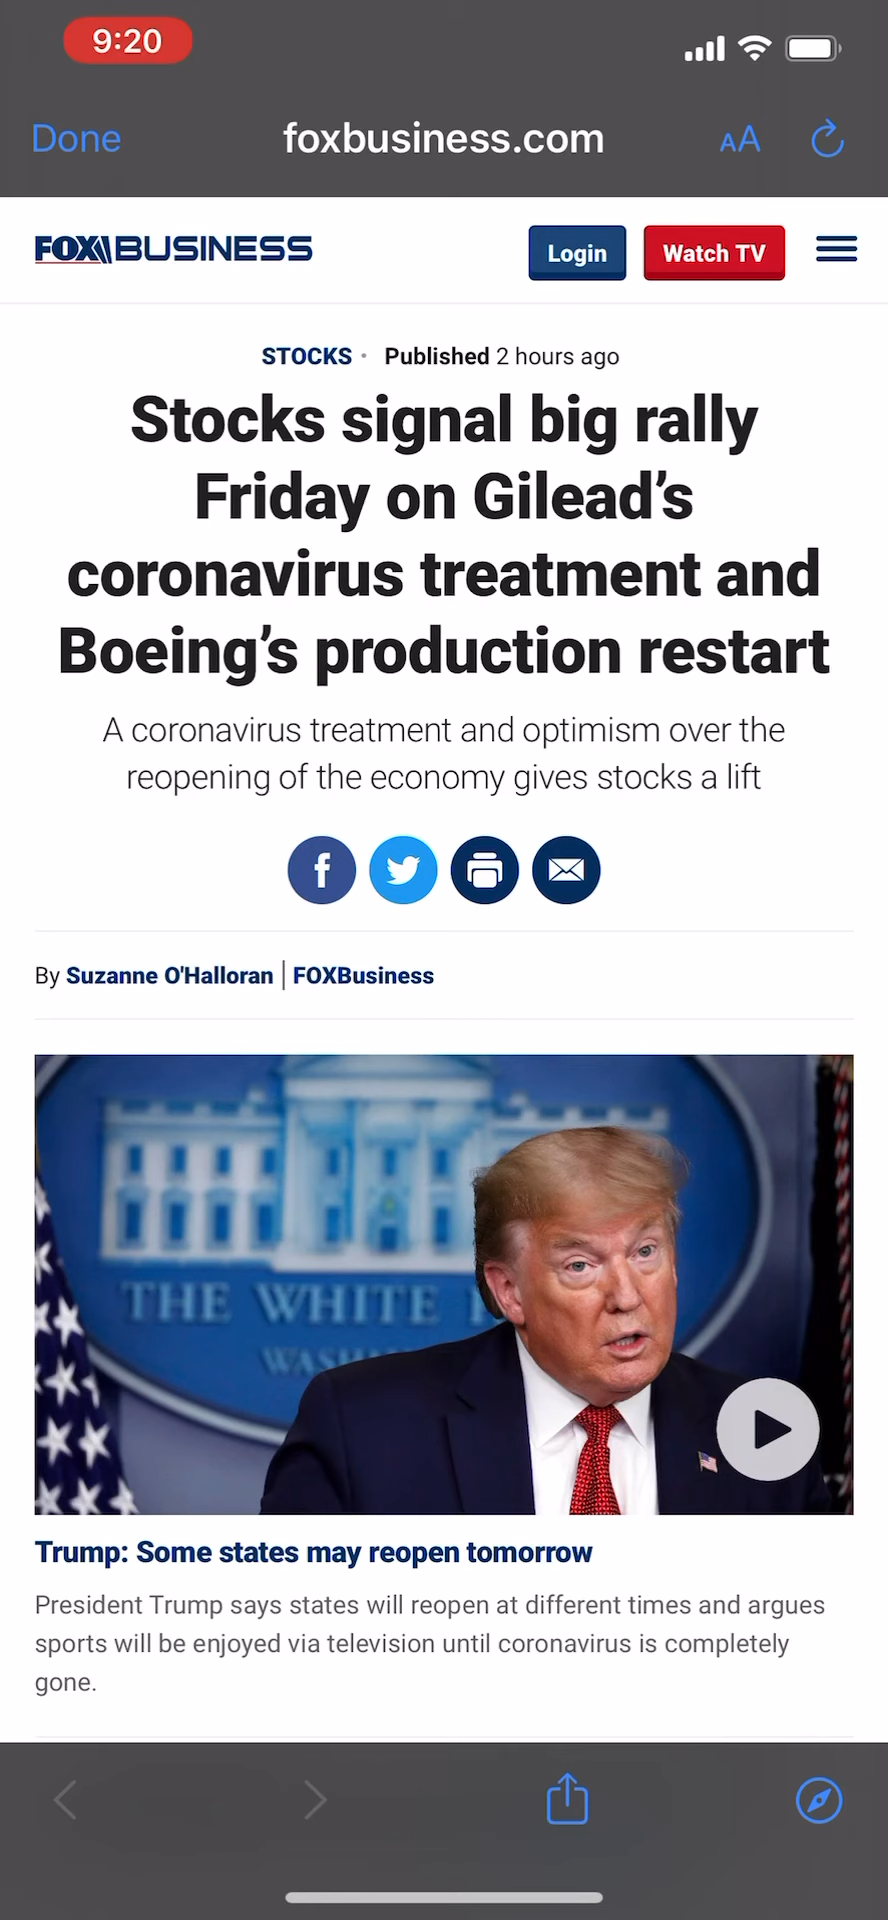 9:20
Done
foxbusiness.com
AA
FOX BUSINESS
Login
Watch TV
STOCKS · Published 2 hours ago
Stocks signal big rally
Friday on Gilead’s
coronavirus treatment and
Boeing’s production restart
A coronavirus treatment and optimism over the
reopening of the economy gives stocks a lift
By Suzanne O'Halloran | FOXBusiness
THE WHITE
Trump: Some states may reopen tomorrow
President Trump says states will reopen at different times and argues
sports will be enjoyed via television until coronavirus is completely
gone.